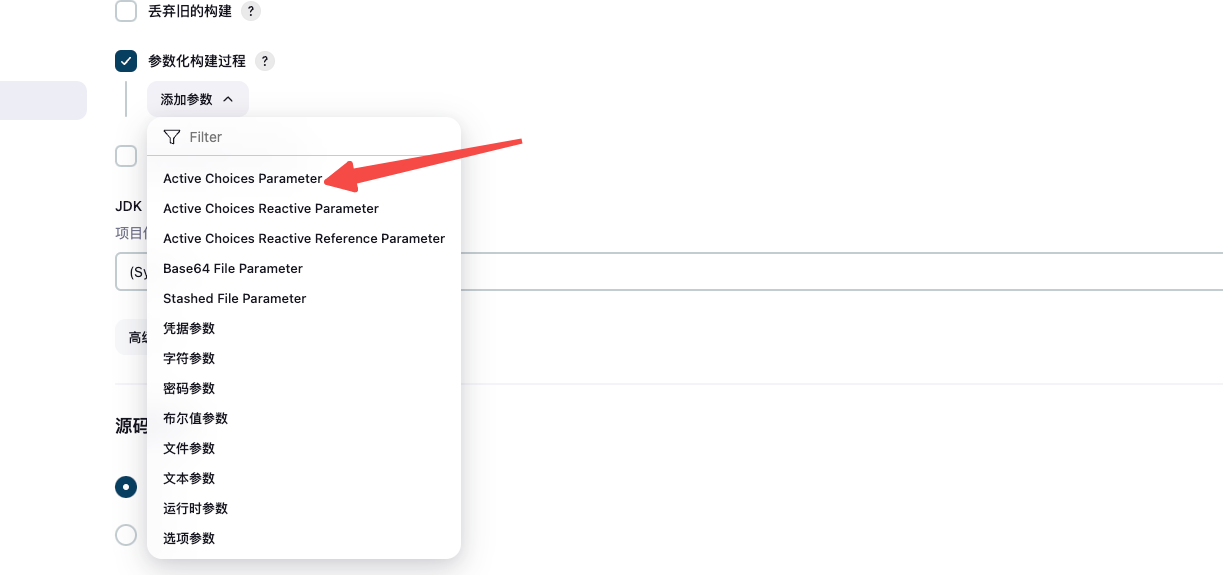 丢弃旧的构建 ?
参数化构建过程 ?
添加参数
Filter
Active Choices Parameter
Active Choices Reactive Parameter
JDK
项目
Active Choices Reactive Reference Parameter
(Sy
Base64 File Parameter
Stashed File Parameter
高级
凭据参数
字符参数
密码参数
源码
布尔值参数
文件参数
文本参数
运行时参数
选项参数